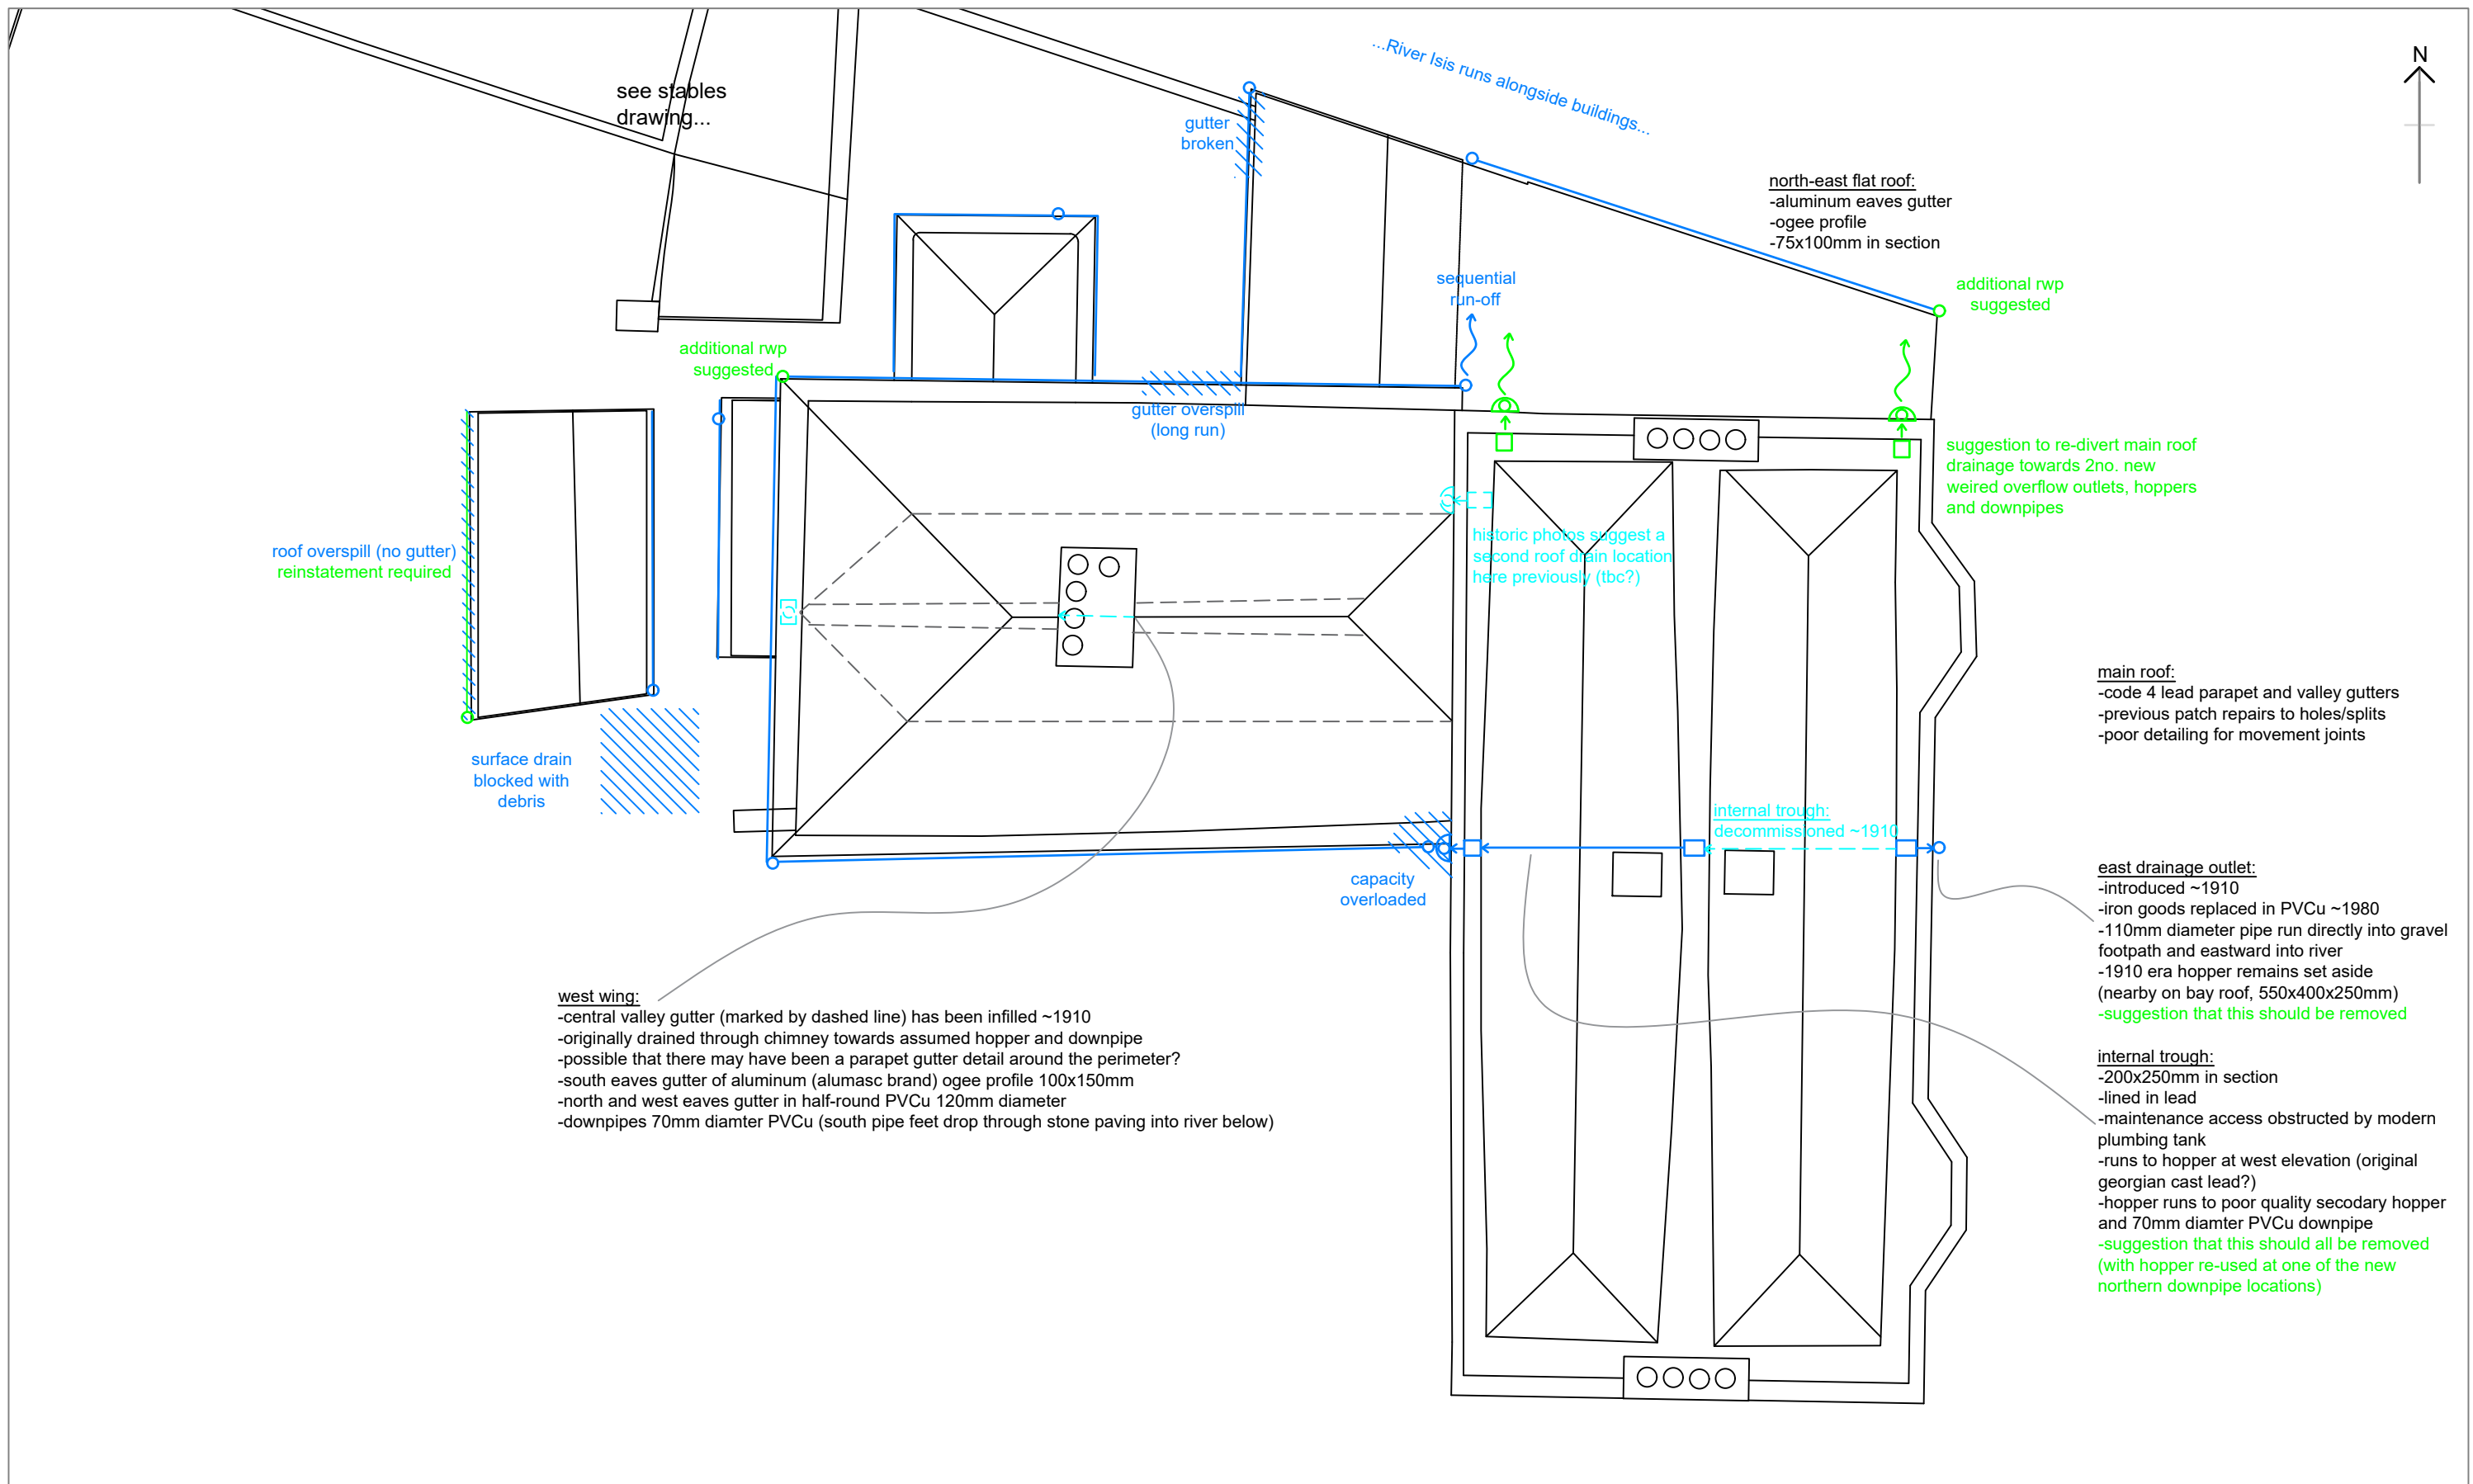 ...River Isis runs alongside buildings...
N
see stables
drawing...
gutter
broken
north-east flat roof:
-aluminum eaves gutter
-ogee profile
-75x100mm in section
sequential
run-off
additional rwp
suggested
additional rwp
suggested
gutter overspill
(long run)
suggestion to re-divert main roof
drainage towards 2no. new
weired overflow outlets, hoppers
and downpipes
historic photos suggest a
second roof drain location
here previously (tbc?)
roof overspill (no gutter)
reinstatement required
main roof:
-code 4 lead parapet and valley gutters
-previous patch repairs to holes/splits
-poor detailing for movement joints
surface drain
blocked with
debris
internal trough:
decommissioned ~1910
capacity
overloaded
east drainage outlet:
-introduced ~1910
-iron goods replaced in PVCu ~1980
-110mm diameter pipe run directly into gravel
footpath and eastward into river
-1910 era hopper remains set aside
(nearby on bay roof, 550x400x250mm)
-suggestion that this should be removed
west wing:
-central valley gutter (marked by dashed line) has been infilled ~1910
-originally drained through chimney towards assumed hopper and downpipe
-possible that there may have been a parapet gutter detail around the perimeter?
-south eaves gutter of aluminum (alumasc brand) ogee profile 100x150mm
-north and west eaves gutter in half-round PVCu 120mm diameter
-downpipes 70mm diamter PVCu (south pipe feet drop through stone paving into river below)
internal trough:
-200x250mm in section
-lined in lead
-maintenance access obstructed by modern
plumbing tank
-runs to hopper at west elevation (original
georgian cast lead?)
-hopper runs to poor quality secodary hopper
and 70mm diamter PVCu downpipe
-suggestion that this should all be removed
(with hopper re-used at one of the new
northern downpipe locations)